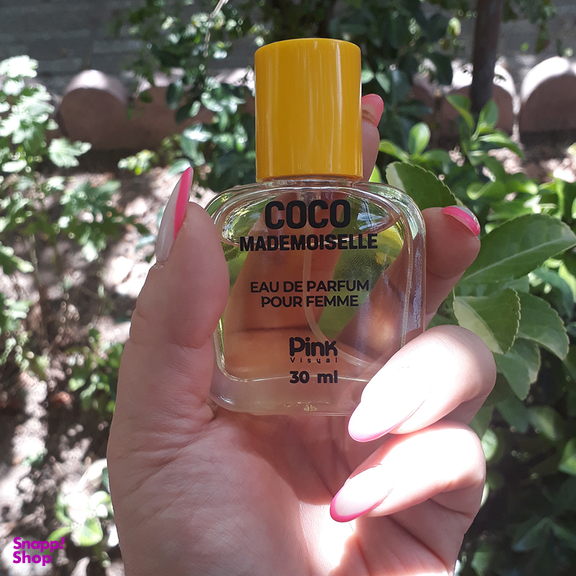 COCO
MADEMOISELLE
EAU DE PARFUM
POUR FEMME
Pink
Visual
30 ml
Snapp!
Shop